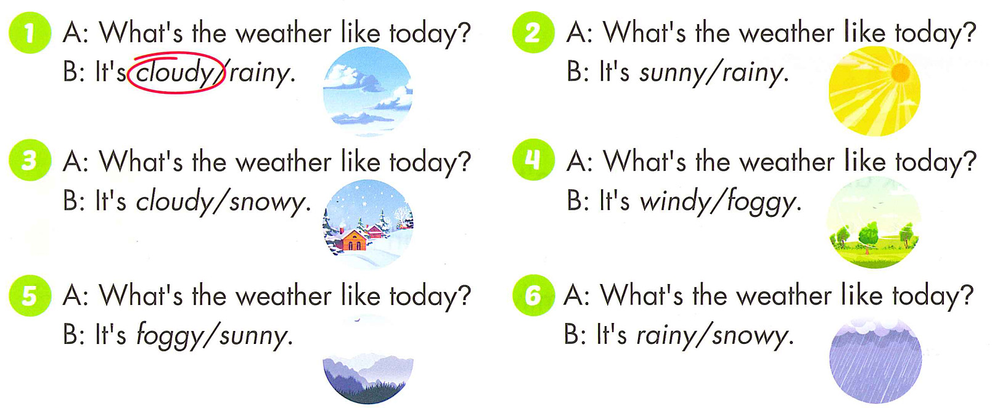 1 A: What's the weather like today?
B: It's cloudy/rainy.
2 A: What's the weather like today?
B: It's sunny/rainy.
3 A: What's the weather like today?
B: It's cloudy/snowy.
4 A: What's the weather like today?
B: It's windy/foggy.
5 A: What's the weather like today?
B: It's foggy/sunny.
6 A: What's the weather like today?
B: It's rainy/snowy.